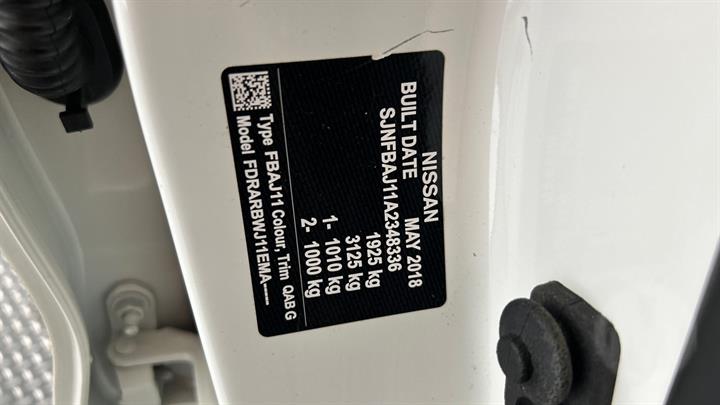 NISSAN
BUILT DATE MAY 2018
SJNFBAJ11A2348336
1925 kg
3125 kg
1- 1010 kg
2- 1000 kg
Type FBAJ11 Colour, Trim QAB G
Model FDRARBWJ11EMA-----